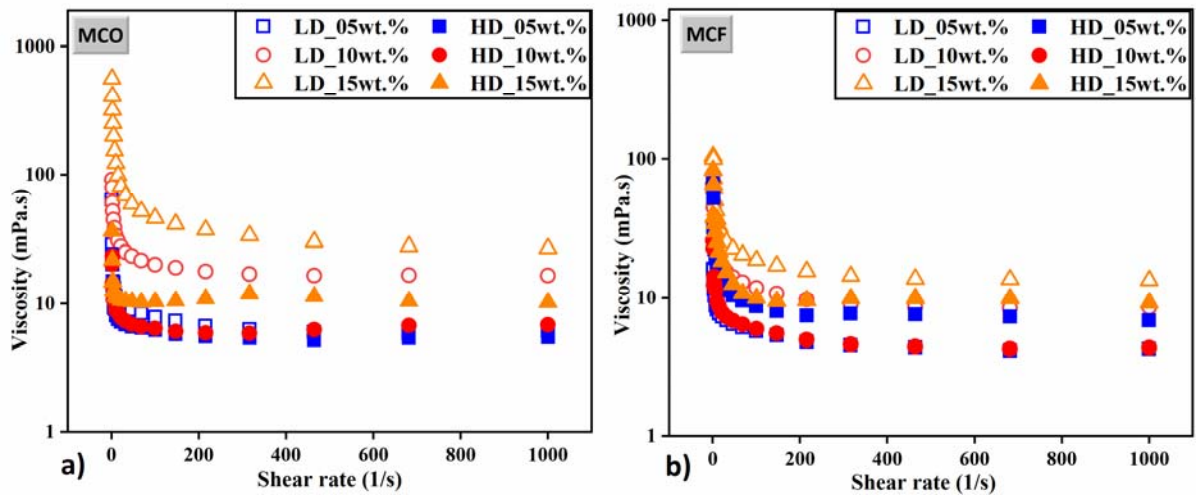 MCO
LD_05wt.% HD_05wt.%
LD_10wt.% HD_10wt.%
LD_15wt.% HD_15wt.%
1000
100
10
1
Viscosity (mPa.s)
0 200 400 600 800 1000
a) Shear rate (1/s)
MCF
LD_05wt.% HD_05wt.%
LD_10wt.% HD_10wt.%
LD_15wt.% HD_15wt.%
1000
100
10
1
Viscosity (mPa.s)
0 200 400 600 800 1000
b) Shear rate (1/s)